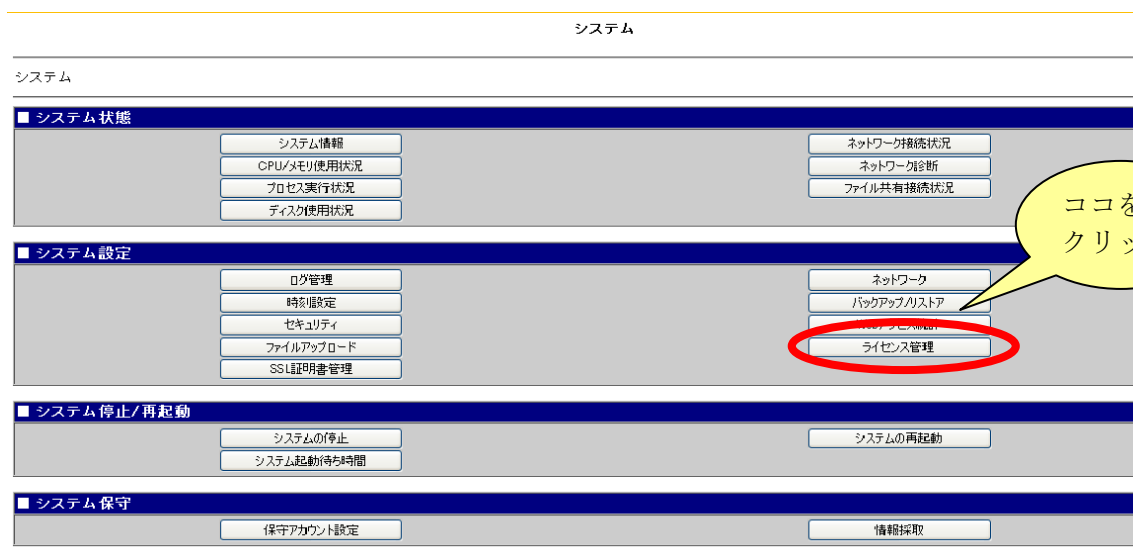 システム
システム
■ システム状態
システム情報
ネットワーク接続状況
CPU/メモリ使用状況
ネットワーク診断
プロセス実行状況
ファイル共有接続状況
ディスク使用状況
ココを
クリッ
■ システム設定
ログ管理
ネットワーク
時刻設定
バックアップ/リストア
セキュリティ
ファイルアップロード
ライセンス管理
SSL証明書管理
■ システム停止/再起動
システムの停止
システムの再起動
システム起動待ち時間
■ システム保守
保守アカウント設定
情報採取